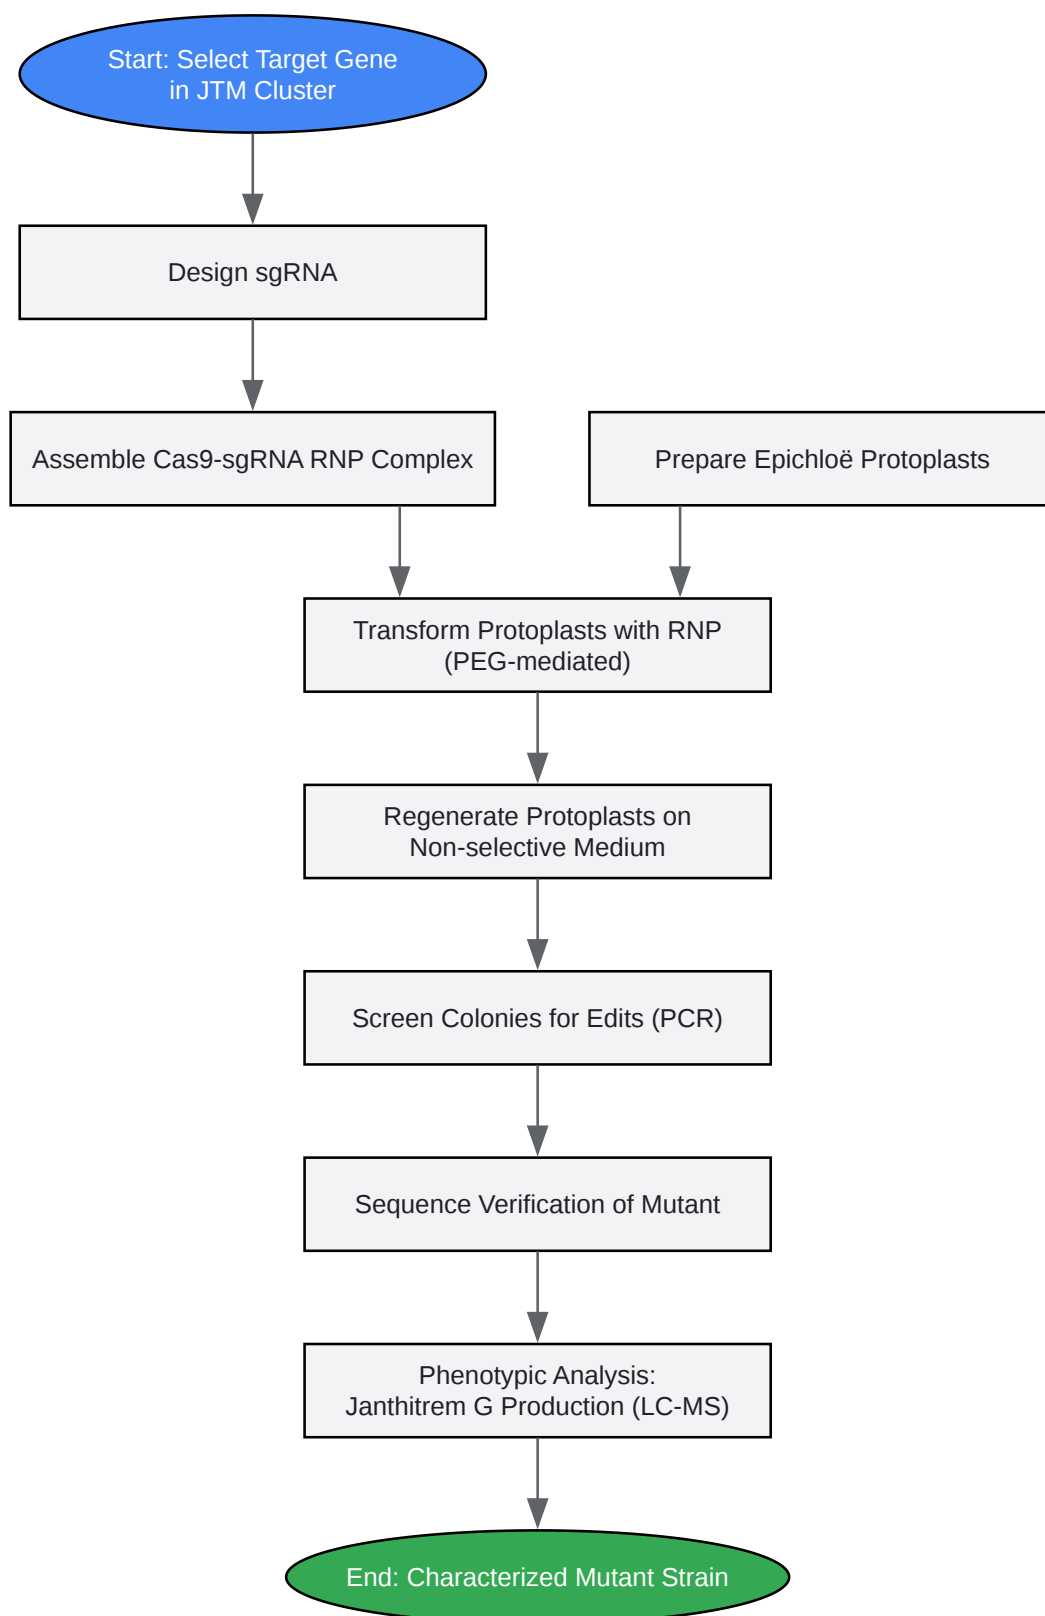 Start: Select Target Gene
in JTM Cluster
Design sgRNA
Assemble Cas9-sgRNA RNP Complex
Prepare Epichloë Protoplasts
Transform Protoplasts with RNP
(PEG-mediated)
Regenerate Protoplasts on
Non-selective Medium
Screen Colonies for Edits (PCR)
Sequence Verification of Mutant
Phenotypic Analysis:
Janthitrem G Production (LC-MS)
End: Characterized Mutant Strain